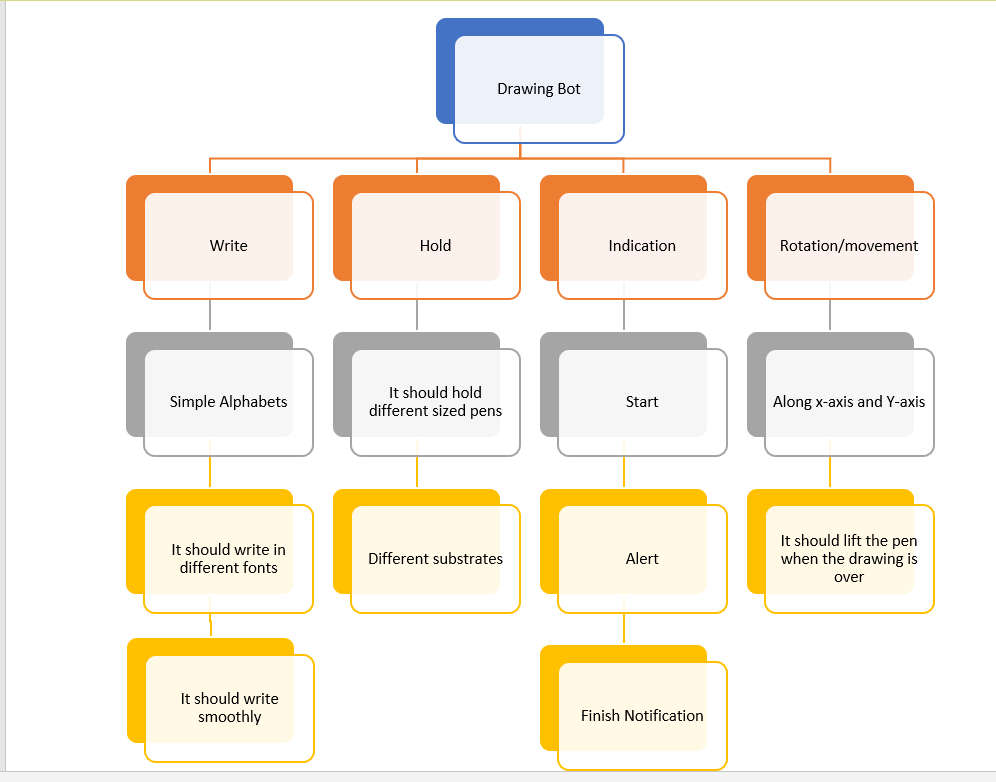 Drawing Bot
Write
Hold
Indication
Rotation/movement
Simple Alphabets
It should hold
different sized pens
Start
Along x-axis and Y-axis
It should write in
different fonts
Different substrates
Alert
It should lift the pen
when the drawing is
over
It should write
smoothly
Finish Notification